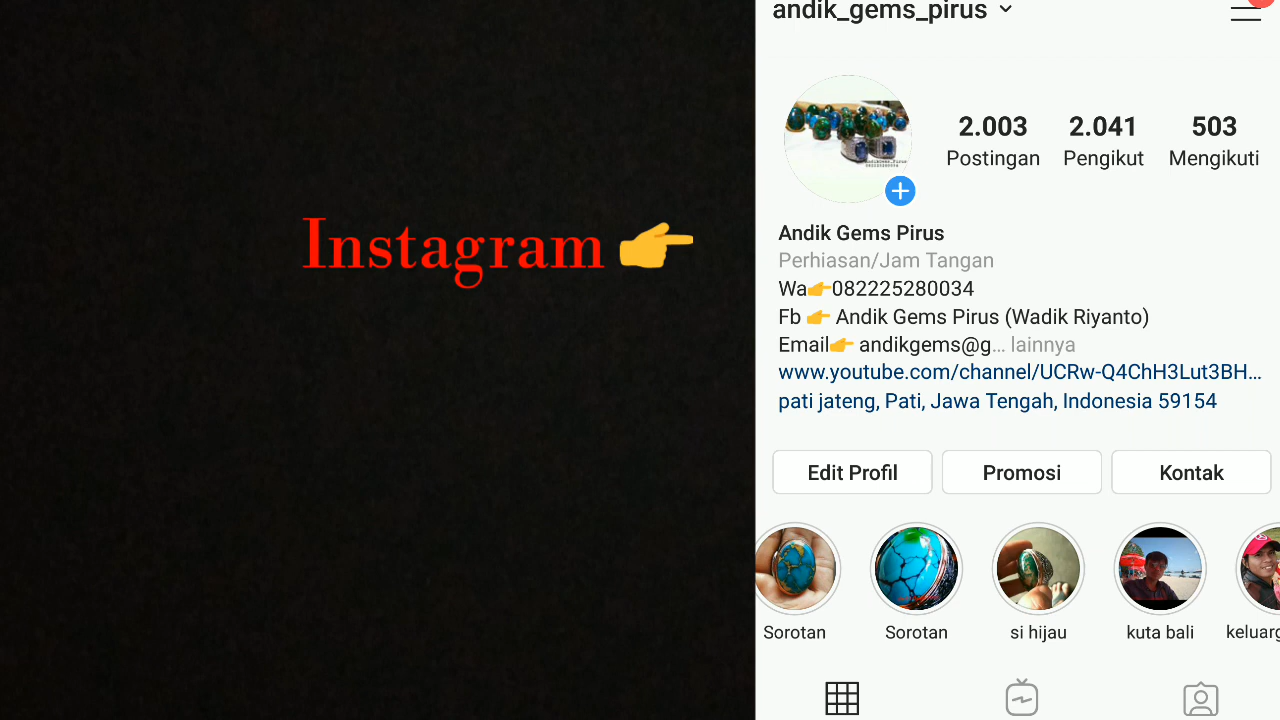 andik_gems_pirus
Instagram 👉
2.003 2.041 503
Postingan Pengikut Mengikuti
Andik Gems Pirus
Perhiasan/Jam Tangan
Wa👉082225280034
Fb 👉 Andik Gems Pirus (Wadik Riyanto)
Email👉 andikgems@g... lainnya
www.youtube.com/channel/UCRw-Q4ChH3Lut3BH...
pati jateng, Pati, Jawa Tengah, Indonesia 59154
Edit Profil Promosi Kontak
Sorotan Sorotan si hijau kuta bali keluarg